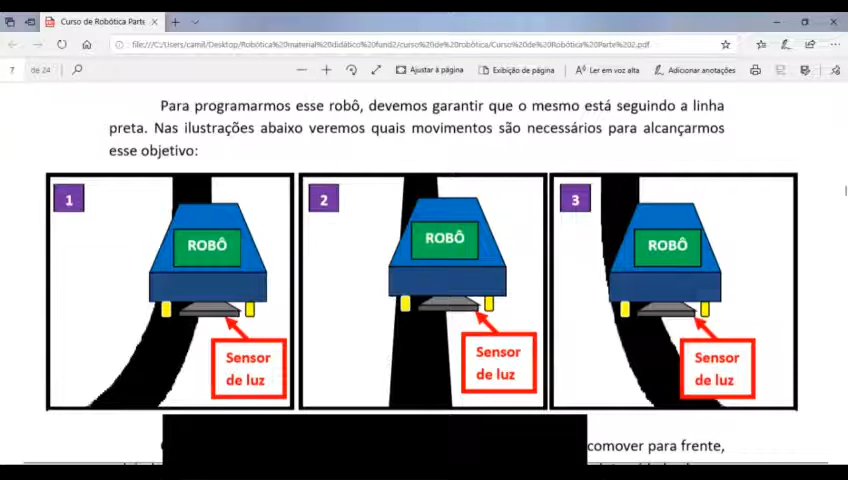 Curso de Robótica Parte
file:///C:/Users/camil/Desktop/Robótica%20material%20didático%20fund2/curso%20de%20robótica/Curso%20de%20Robótica%20Parte%202.pdf
7 de 24 Ajustar à página Exibição de página Ler em voz alta Adicionar anotações
Para programarmos esse robô, devemos garantir que o mesmo está seguindo a linha
preta. Nas ilustrações abaixo veremos quais movimentos são necessários para alcançarmos
esse objetivo:
1 2 3
ROBÔ ROBÔ ROBÔ
Sensor de luz
Sensor de luz
Sensor de luz
comover para frente,